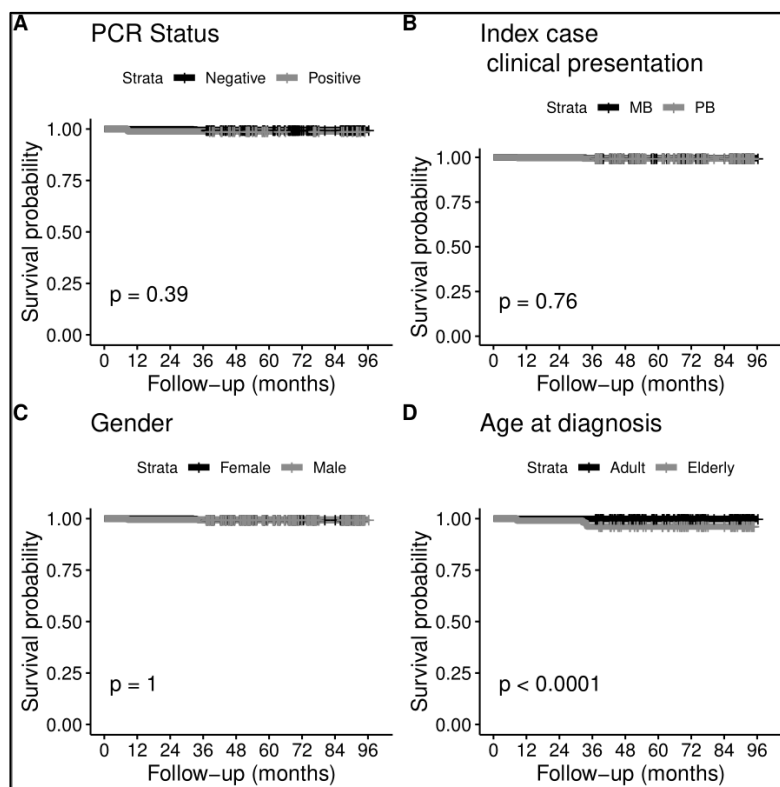 A
PCR Status
Strata Negative Positive
Survival probability
1.00
0.75
0.50
0.25
0.00
p = 0.39
0 12 24 36 48 60 72 84 96
Follow−up (months)
B
Index case
clinical presentation
Strata MB PB
Survival probability
1.00
0.75
0.50
0.25
0.00
p = 0.76
0 12 24 36 48 60 72 84 96
Follow−up (months)
C
Gender
Strata Female Male
Survival probability
1.00
0.75
0.50
0.25
0.00
p = 1
0 12 24 36 48 60 72 84 96
Follow−up (months)
D
Age at diagnosis
Strata Adult Elderly
Survival probability
1.00
0.75
0.50
0.25
0.00
p < 0.0001
0 12 24 36 48 60 72 84 96
Follow−up (months)